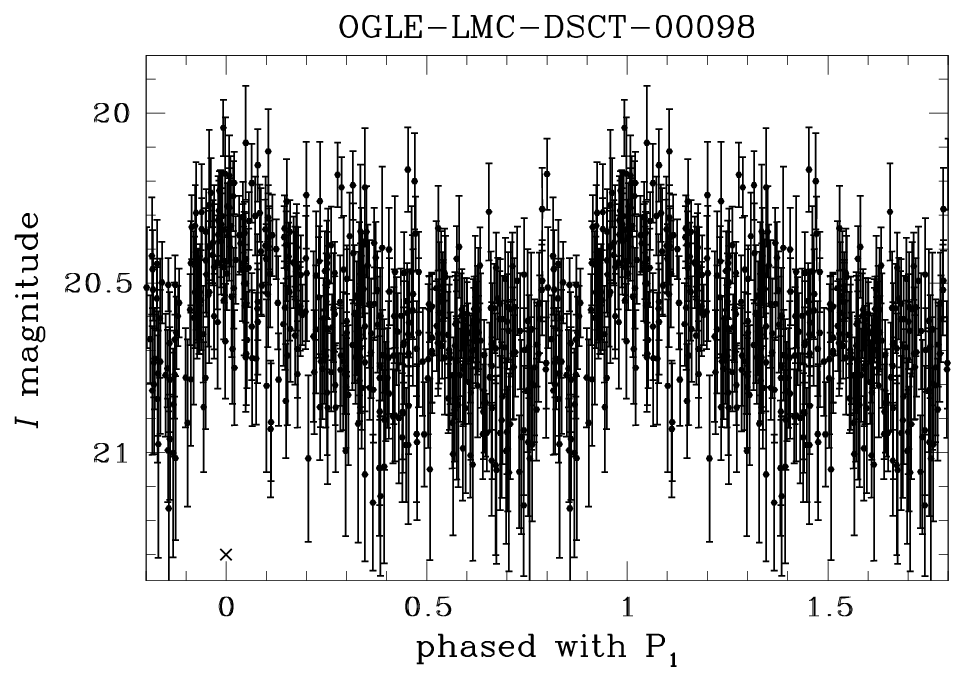 OGLE-LMC-DSCT-00098
20
20.5
21
I magnitude
0 0.5 1 1.5
phased with P₁